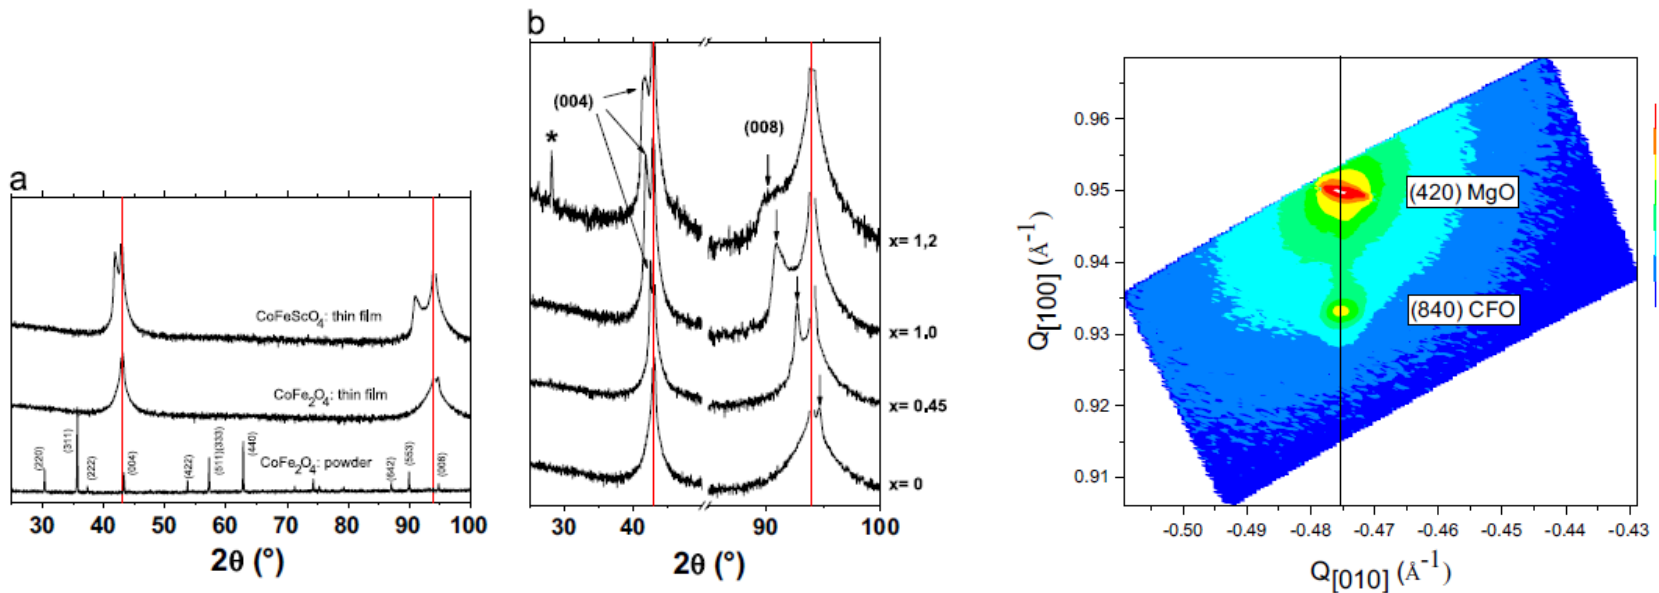 a
CoFeScO4: thin film
CoFe2O4: thin film
CoFe2O4: powder
(220)
(311)
(222)
(004)
(422)
(511)(333)
(440)
(642)
(553)
(008)
30 40 50 60 70 80 90 100
2θ (°)
b
(004)
*
(008)
x= 1,2
x= 1,0
x= 0,45
x= 0
30 40 90 100
2θ (°)
0.96
0.95
0.94
0.93
0.92
0.91
Q[100] (Å-1)
(420) MgO
(840) CFO
-0.50 -0.49 -0.48 -0.47 -0.46 -0.45 -0.44 -0.43
Q[010] (Å-1)